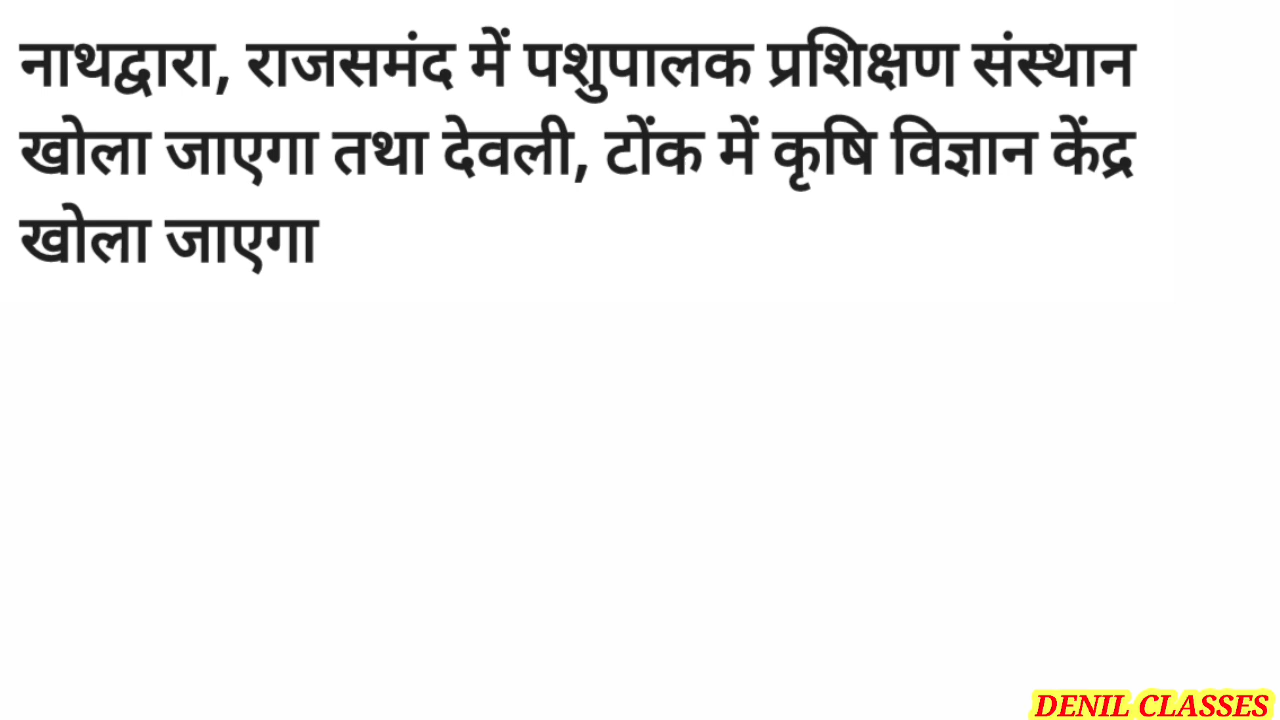 नाथद्वारा, राजसमंद में पशुपालक प्रशिक्षण संस्थान
खोला जाएगा तथा देवली, टोंक में कृषि विज्ञान केंद्र
खोला जाएगा
DENIL CLASSES